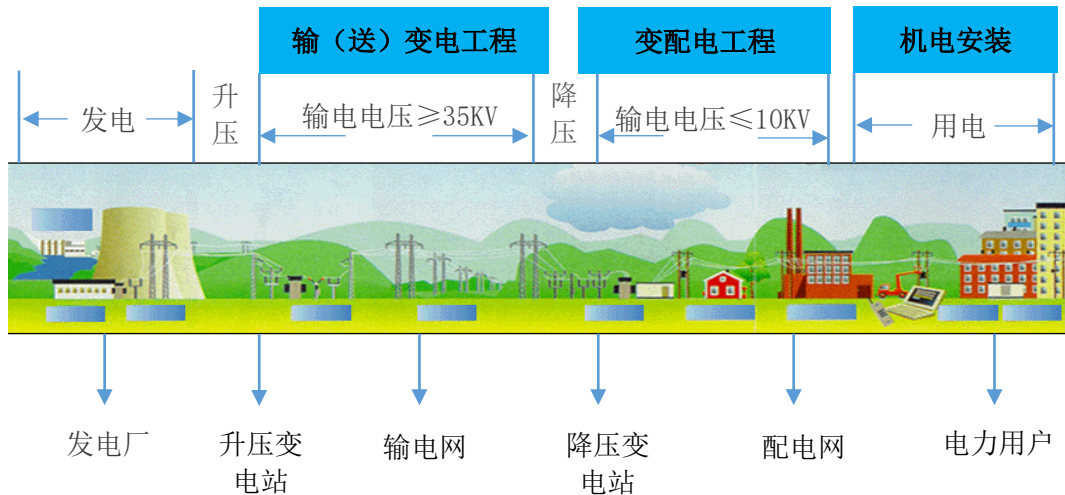 输（送）变电工程
变配电工程
机电安装
发电
升
压
输电电压≥35KV
降
压
输电电压≤10KV
用电
发电厂
升压变
电站
输电网
降压变
电站
配电网
电力用户